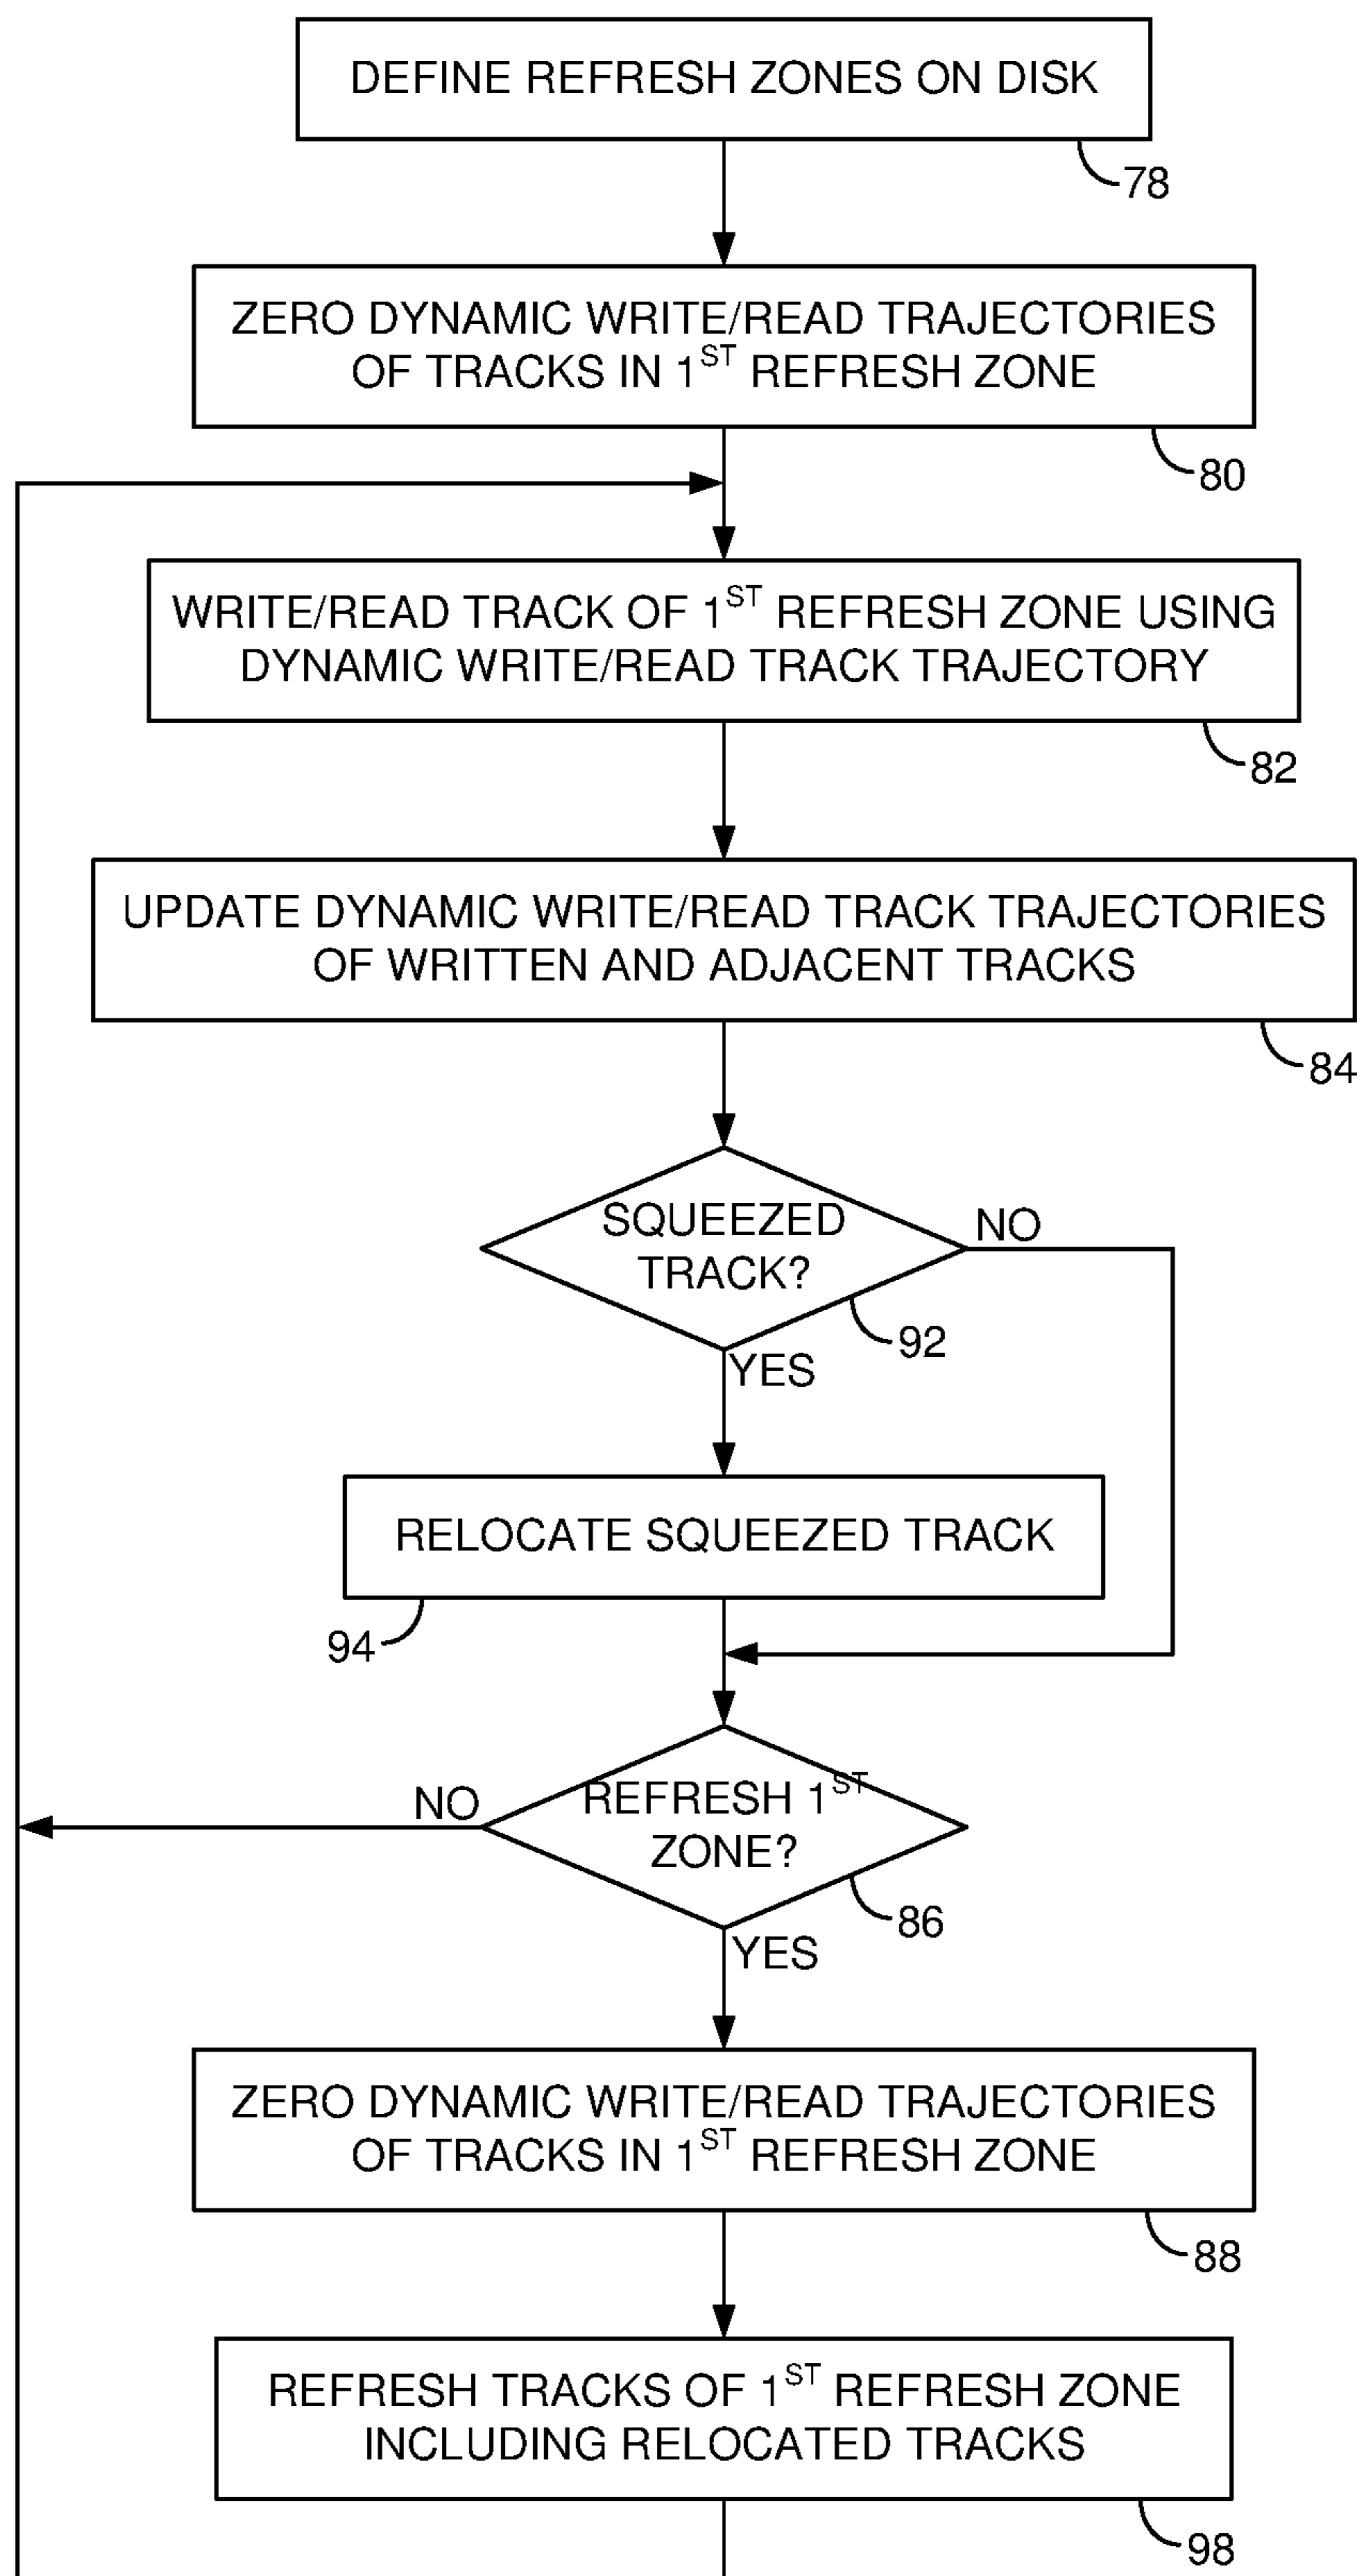 DEFINE REFRESH ZONES ON DISK
78
ZERO DYNAMIC WRITE/READ TRAJECTORIES
OF TRACKS IN 1ST REFRESH ZONE
80
WRITE/READ TRACK OF 1ST REFRESH ZONE USING
DYNAMIC WRITE/READ TRACK TRAJECTORY
82
UPDATE DYNAMIC WRITE/READ TRACK TRAJECTORIES
OF WRITTEN AND ADJACENT TRACKS
84
SQUEEZED
TRACK?
NO
92
YES
RELOCATE SQUEEZED TRACK
94
REFRESH 1ST
ZONE?
NO
86
YES
ZERO DYNAMIC WRITE/READ TRAJECTORIES
OF TRACKS IN 1ST REFRESH ZONE
88
REFRESH TRACKS OF 1ST REFRESH ZONE
INCLUDING RELOCATED TRACKS
98